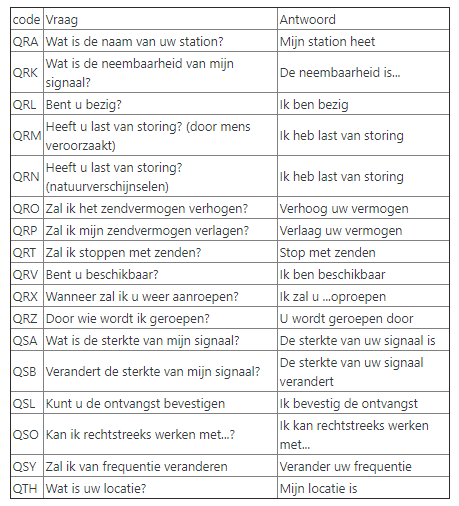 code Vraag Antwoord
QRA Wat is de naam van uw station? Mijn station heet
QRK Wat is de neembaarheid van mijn signaal? De neembaarheid is...
QRL Bent u bezig? Ik ben bezig
QRM Heeft u last van storing? (door mens veroorzaakt) Ik heb last van storing
QRN Heeft u last van storing? (natuurverschijnselen) Ik heb last van storing
QRO Zal ik het zendvermogen verhogen? Verhoog uw vermogen
QRP Zal ik mijn zendvermogen verlagen? Verlaag uw vermogen
QRT Zal ik stoppen met zenden? Stop met zenden
QRV Bent u beschikbaar? Ik ben beschikbaar
QRX Wanneer zal ik u weer aanroepen? Ik zal u ...oproepen
QRZ Door wie wordt ik geroepen? U wordt geroepen door
QSA Wat is de sterkte van mijn signaal? De sterkte van uw signaal is
QSB Verandert de sterkte van mijn signaal? De sterkte van uw signaal verandert
QSL Kunt u de ontvangst bevestigen Ik bevestig de ontvangst
QSO Kan ik rechtstreeks werken met...? Ik kan rechtstreeks werken met...
QSY Zal ik van frequentie veranderen Verander uw frequentie
QTH Wat is uw locatie? Mijn locatie is